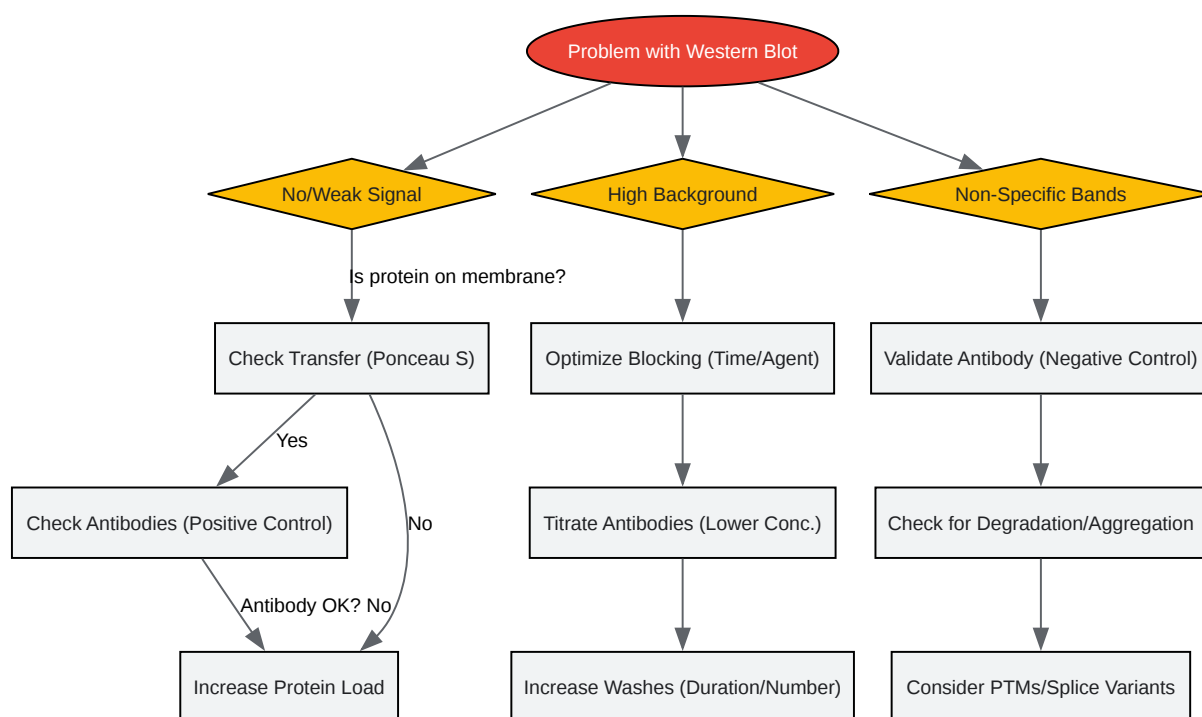 Problem with Western Blot
No/Weak Signal
High Background
Non-Specific Bands
Is protein on membrane?
Check Transfer (Ponceau S)
Optimize Blocking (Time/Agent)
Validate Antibody (Negative Control)
Yes
No
Check Antibodies (Positive Control)
Titrate Antibodies (Lower Conc.)
Check for Degradation/Aggregation
Antibody OK? No
Increase Protein Load
Increase Washes (Duration/Number)
Consider PTMs/Splice Variants